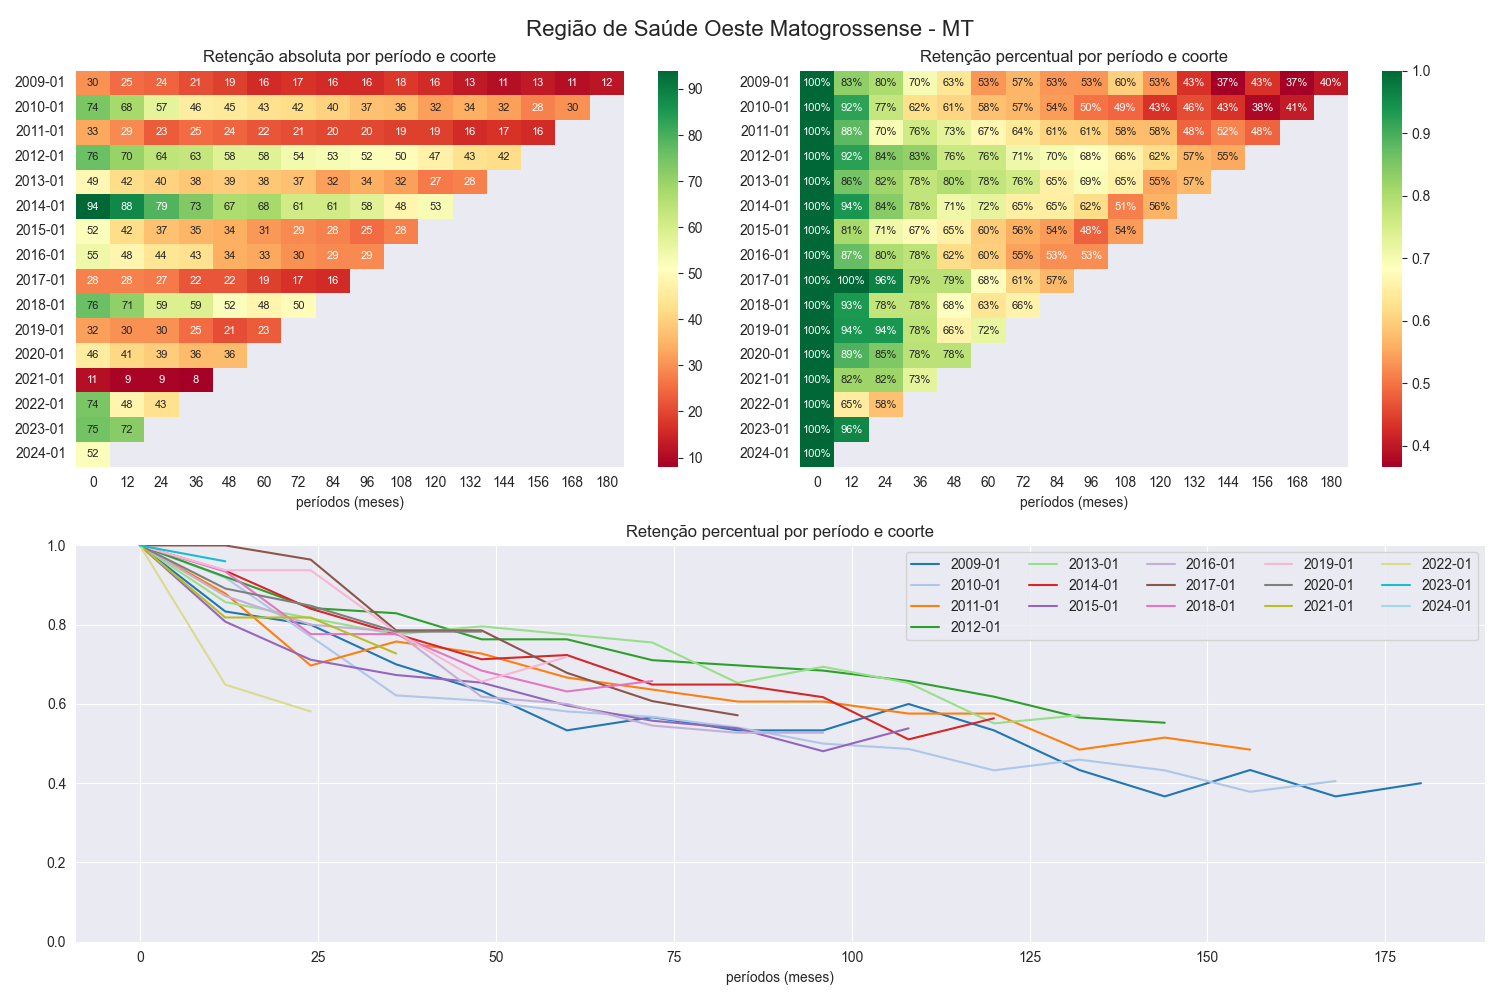 Região de Saúde Oeste Matogrossense - MT
Retenção absoluta por período e coorte
2009-01 30 25 24 21 19 16 17 16 16 18 16 13 11 13 11 12
2010-01 74 68 57 46 45 43 42 40 37 36 32 34 32 28 30
2011-01 33 29 23 25 24 22 21 20 20 19 19 16 17 16
2012-01 76 70 64 63 58 58 54 53 52 50 47 43 42
2013-01 49 42 40 38 39 38 37 32 34 32 27 28
2014-01 94 88 79 73 67 68 61 61 58 48 53
2015-01 52 42 37 35 34 31 29 28 25 28
2016-01 55 48 44 43 34 33 30 29 29
2017-01 28 28 27 22 22 19 17 16
2018-01 76 71 59 59 52 48 50
2019-01 32 30 30 25 21 23
2020-01 46 41 39 36 36
2021-01 11 9 9 8
2022-01 74 48 43
2023-01 75 72
2024-01 52
0 12 24 36 48 60 72 84 96 108 120 132 144 156 168 180
períodos (meses)
90
80
70
60
50
40
30
20
10
Retenção percentual por período e coorte
2009-01 100% 83% 80% 70% 63% 53% 57% 53% 53% 60% 53% 43% 37% 43% 37% 40%
2010-01 100% 92% 77% 62% 61% 58% 57% 54% 50% 49% 43% 46% 43% 38% 41%
2011-01 100% 88% 70% 76% 73% 67% 64% 61% 61% 58% 58% 48% 52% 48%
2012-01 100% 92% 84% 83% 76% 76% 71% 70% 68% 66% 62% 57% 55%
2013-01 100% 86% 82% 78% 80% 78% 76% 65% 69% 65% 55% 57%
2014-01 100% 94% 84% 78% 71% 72% 65% 65% 62% 51% 56%
2015-01 100% 81% 71% 67% 65% 60% 56% 54% 48% 54%
2016-01 100% 87% 80% 78% 62% 60% 55% 53% 53%
2017-01 100% 100% 96% 79% 79% 68% 61% 57%
2018-01 100% 93% 78% 78% 68% 63% 66%
2019-01 100% 94% 94% 78% 66% 72%
2020-01 100% 89% 85% 78% 78%
2021-01 100% 82% 82% 73%
2022-01 100% 65% 58%
2023-01 100% 96%
2024-01 100%
0 12 24 36 48 60 72 84 96 108 120 132 144 156 168 180
períodos (meses)
1.0
0.9
0.8
0.7
0.6
0.5
0.4
Retenção percentual por período e coorte
1.0
0.8
0.6
0.4
0.2
0.0
2009-01 2013-01 2016-01 2019-01 2022-01
2010-01 2014-01 2017-01 2020-01 2023-01
2011-01 2015-01 2018-01 2021-01 2024-01
2012-01
0 25 50 75 100 125 150 175
períodos (meses)